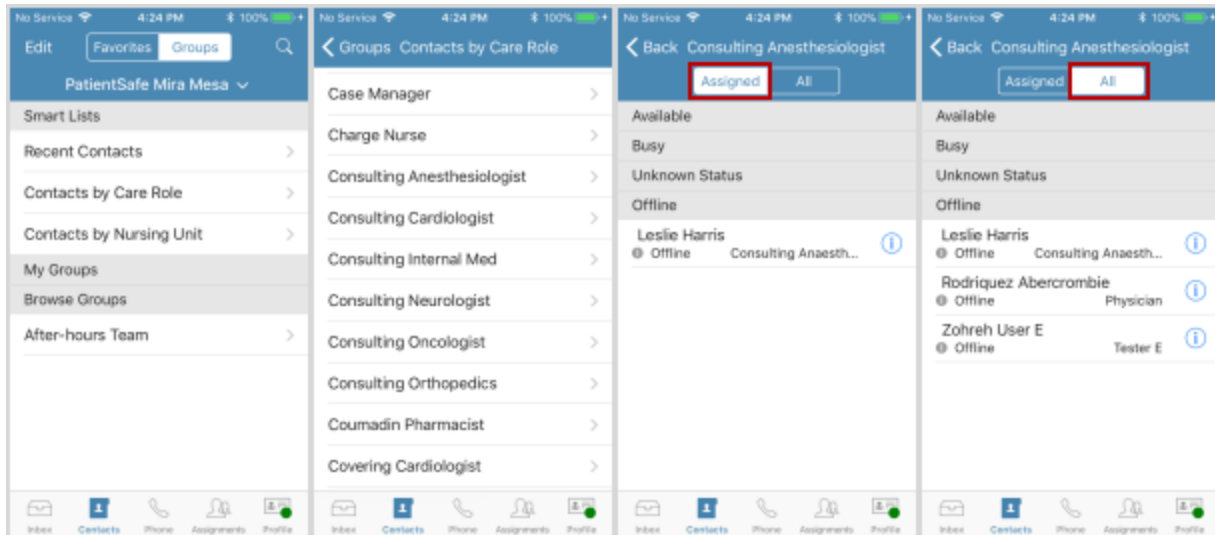 No Service 4:24 PM 100%
Edit Favorites Groups
PatientSafe Mira Mesa
Smart Lists
Recent Contacts
Contacts by Care Role
Contacts by Nursing Unit
My Groups
Browse Groups
After-hours Team
Inbox Contacts Phone Assignments Profile
No Service 4:24 PM 100%
Groups Contacts by Care Role
Case Manager
Charge Nurse
Consulting Anesthesiologist
Consulting Cardiologist
Consulting Internal Med
Consulting Neurologist
Consulting Oncologist
Consulting Orthopedics
Coumadin Pharmacist
Covering Cardiologist
Inbox Contacts Phone Assignments Profile
No Service 4:24 PM 100%
Back Consulting Anesthesiologist
Assigned All
Available
Busy
Unknown Status
Offline
Leslie Harris
Offline Consulting Anaesth...
Inbox Contacts Phone Assignments Profile
No Service 4:24 PM 100%
Back Consulting Anesthesiologist
Assigned All
Available
Busy
Unknown Status
Offline
Leslie Harris
Offline Consulting Anaesth...
Rodriquez Abercrombie
Offline Physician
Zohreh User E
Offline Tester E
Inbox Contacts Phone Assignments Profile